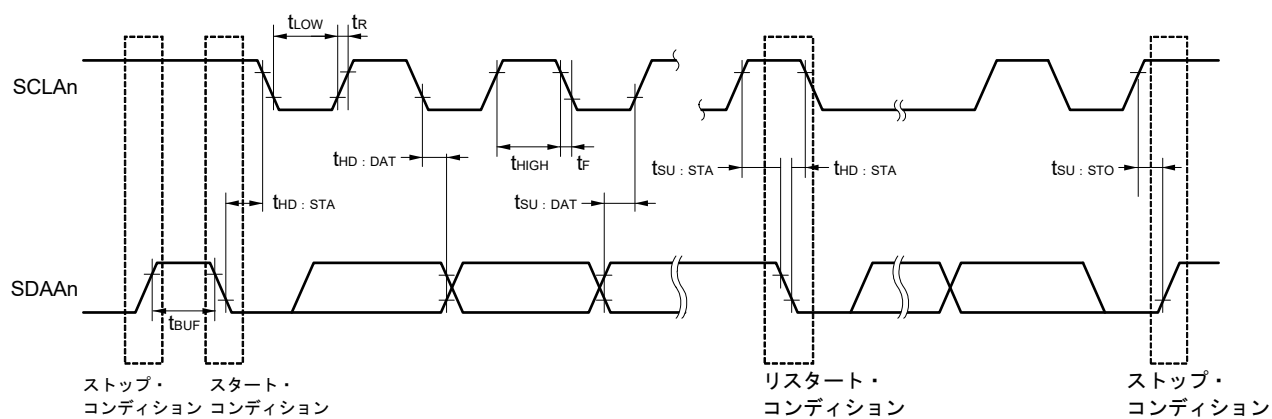 tLOW tR
SCLAn
tHD : DAT tHIGH tF tSU : STA tHD : STA tSU : STO
tHD : STA tSU : DAT
SDAAn
tBUF
ストップ・
コンディション
スタート・
コンディション
リスタート・
コンディション
ストップ・
コンディション